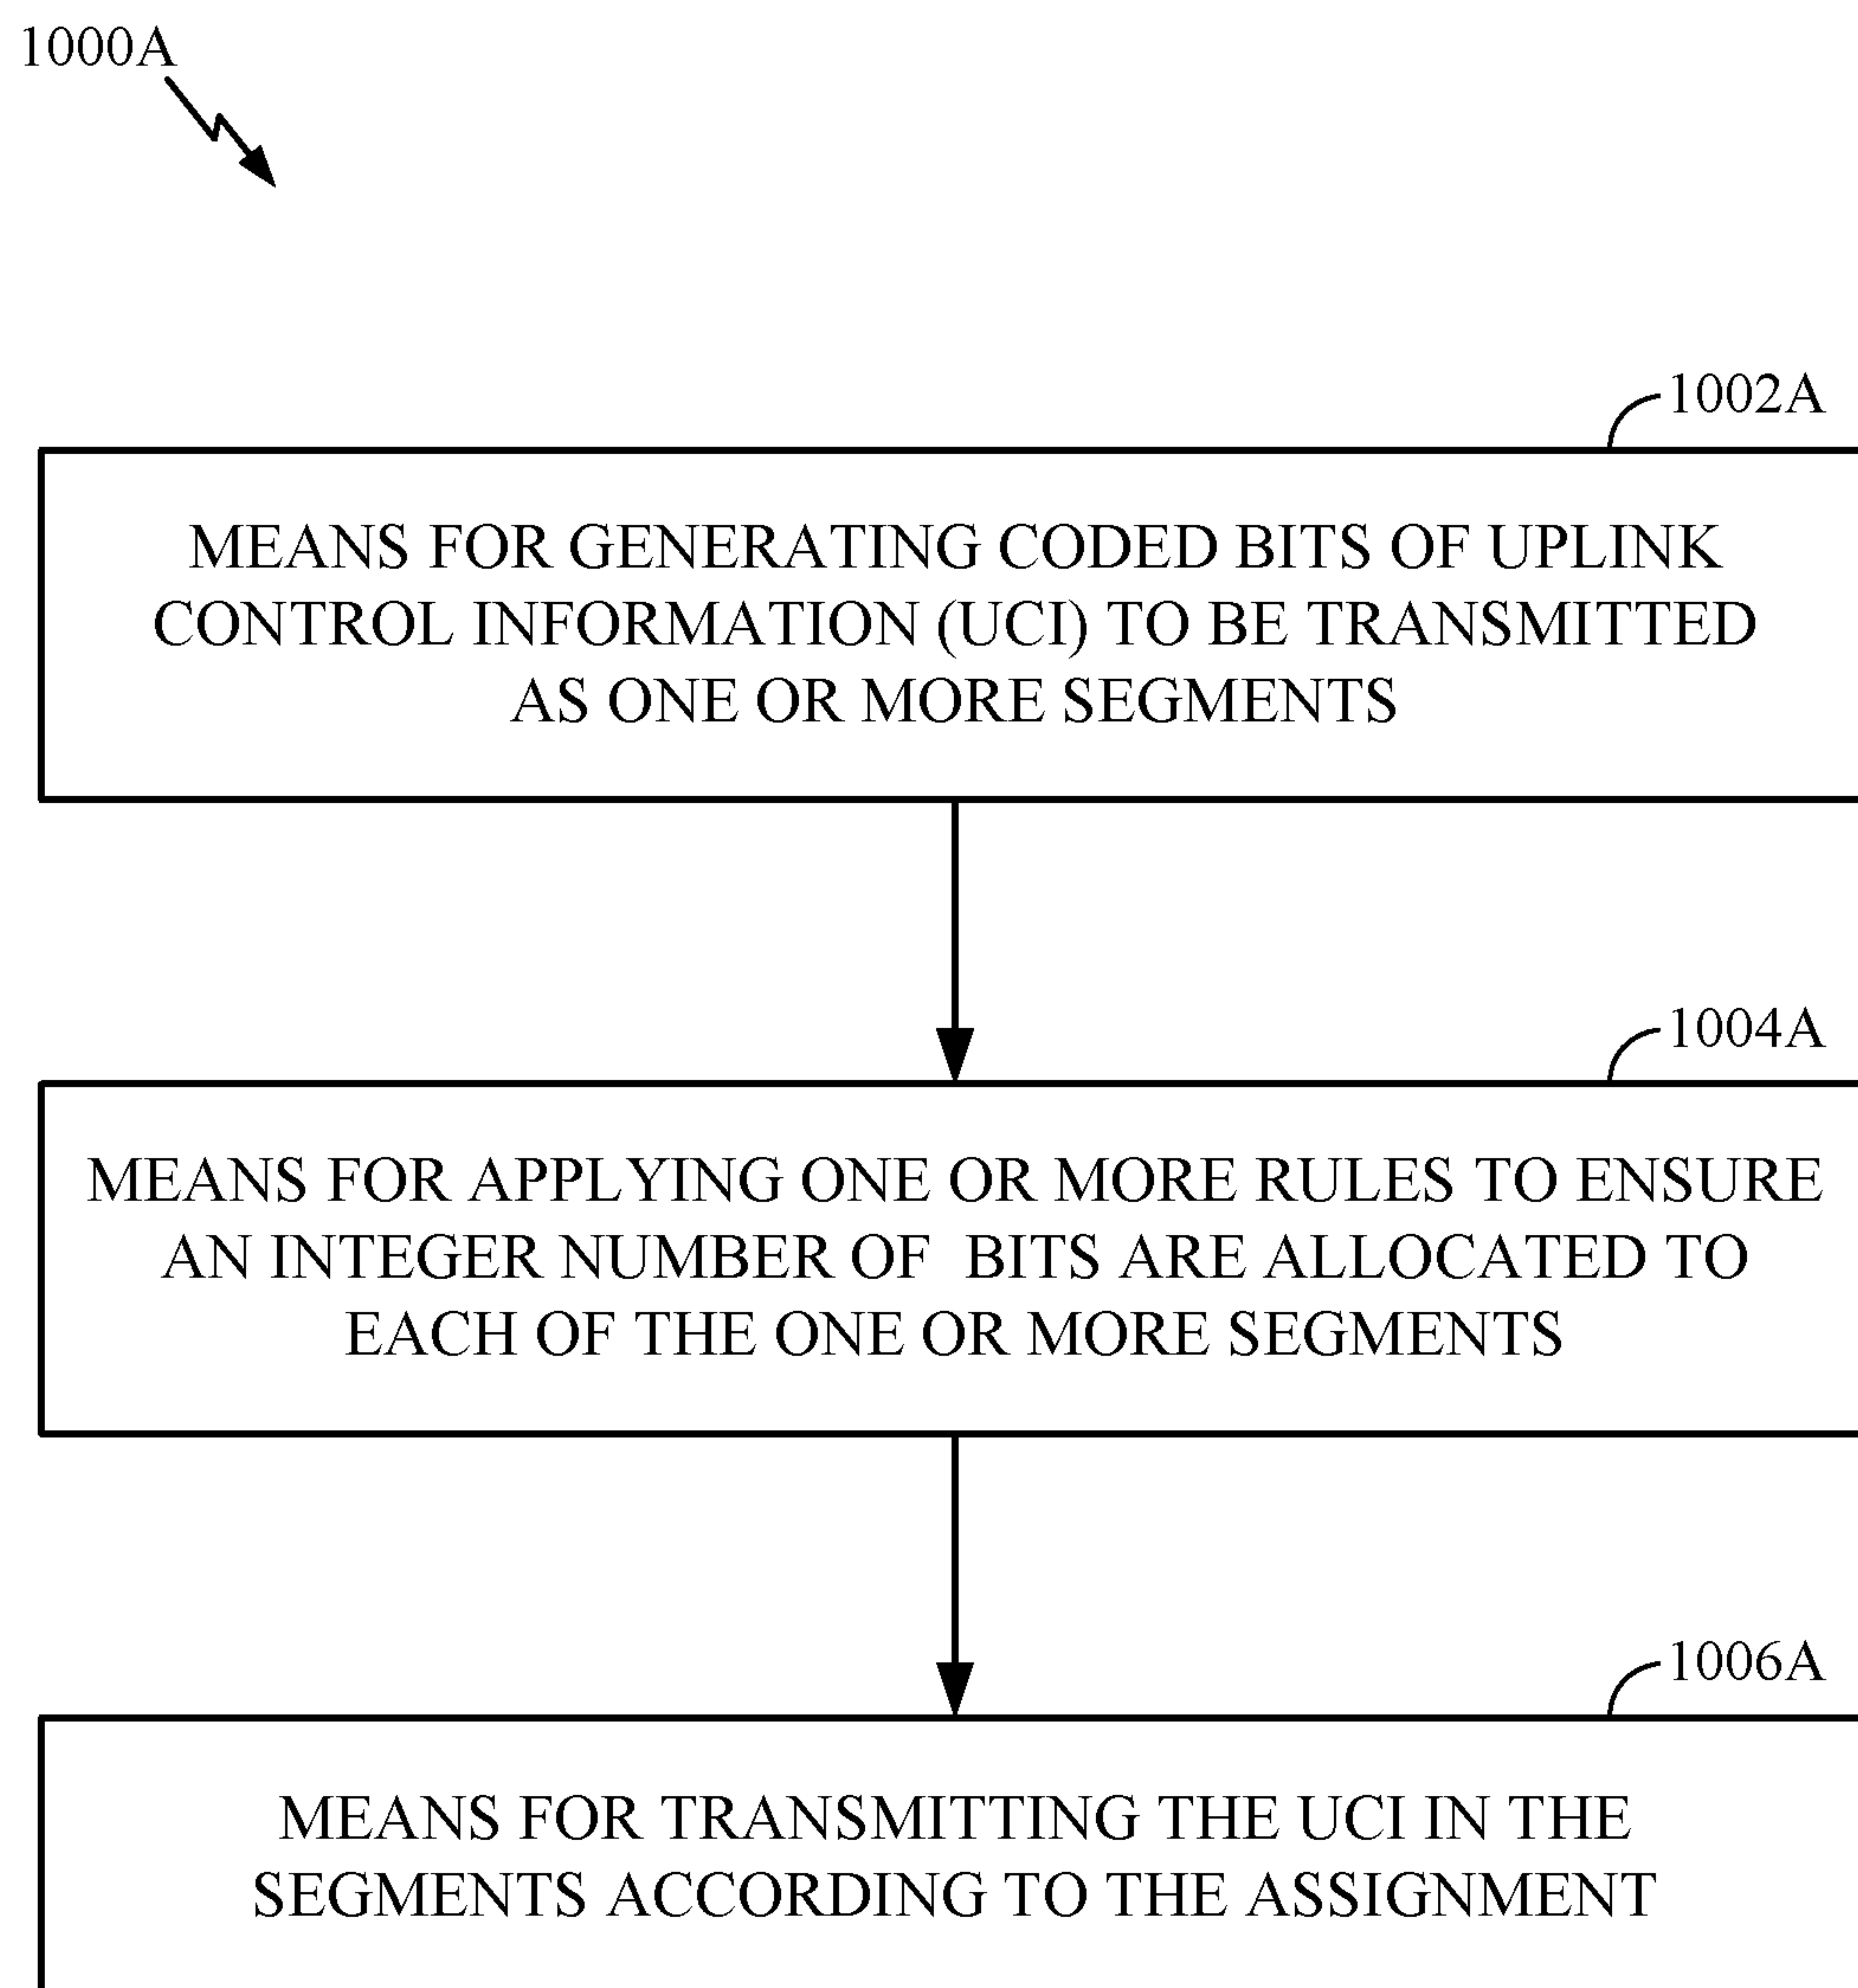 1000A
1002A
MEANS FOR GENERATING CODED BITS OF UPLINK
CONTROL INFORMATION (UCI) TO BE TRANSMITTED
AS ONE OR MORE SEGMENTS
1004A
MEANS FOR APPLYING ONE OR MORE RULES TO ENSURE
AN INTEGER NUMBER OF BITS ARE ALLOCATED TO
EACH OF THE ONE OR MORE SEGMENTS
1006A
MEANS FOR TRANSMITTING THE UCI IN THE
SEGMENTS ACCORDING TO THE ASSIGNMENT